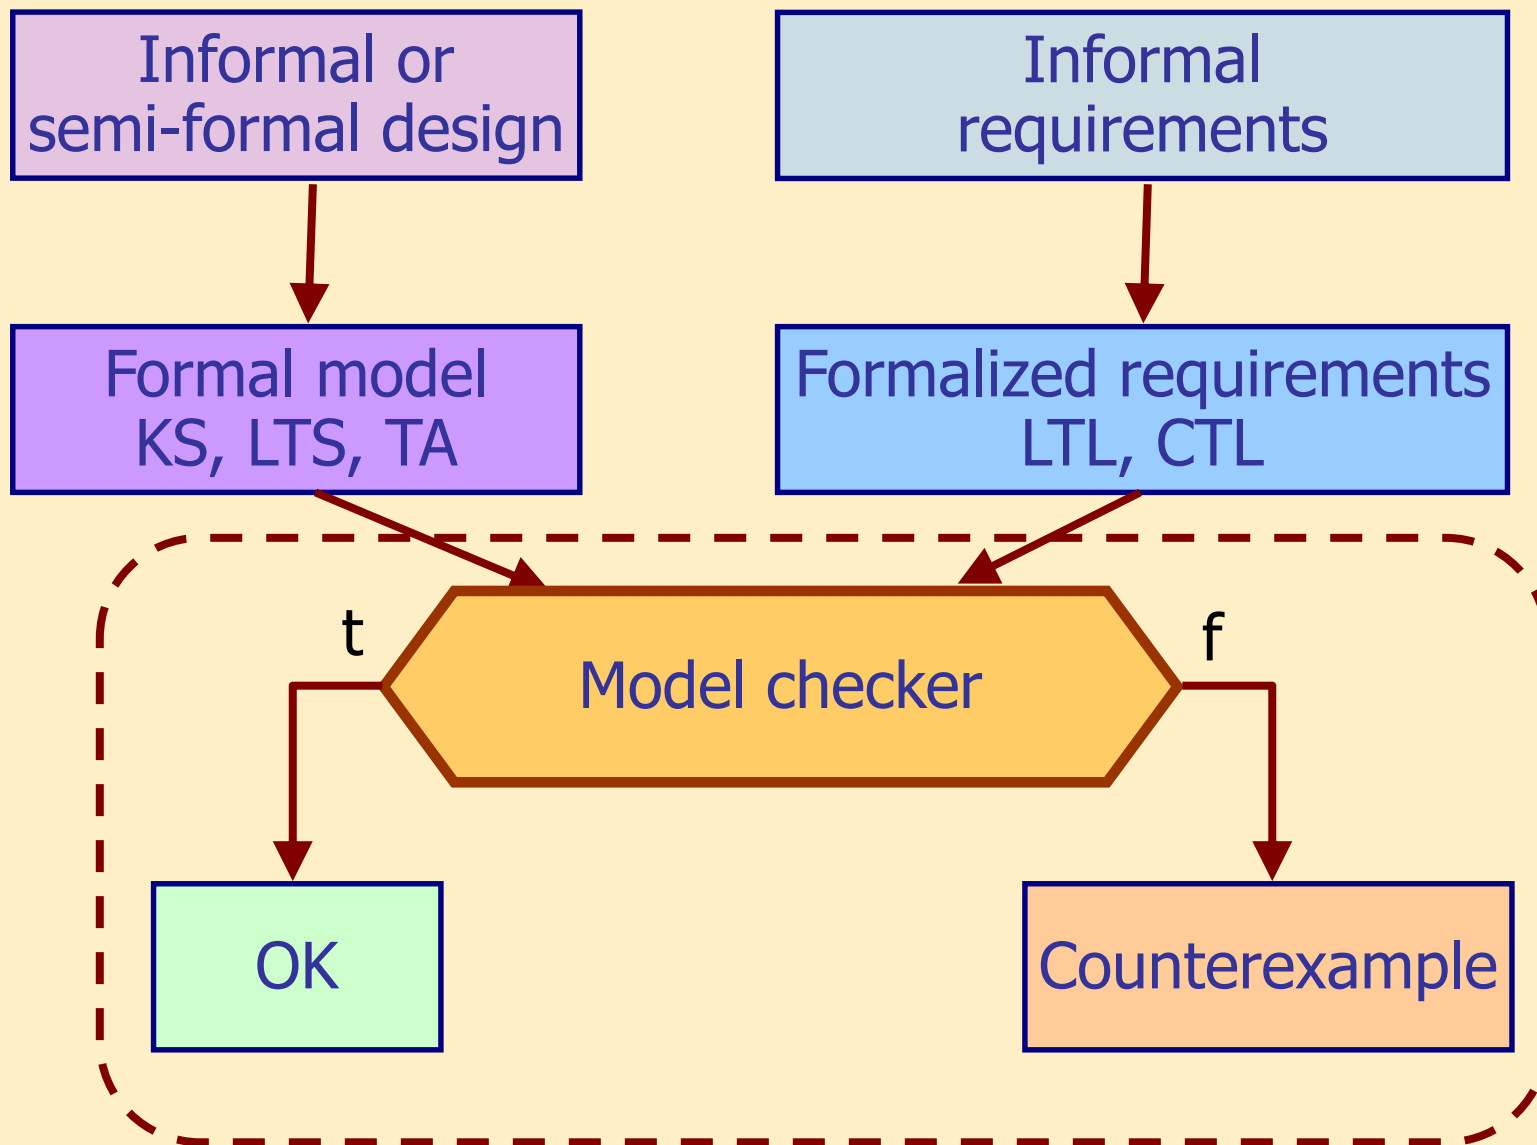 Informal or
semi-formal design
Informal
requirements
Formal model
KS, LTS, TA
Formalized requirements
LTL, CTL
t
f
Model checker
OK
Counterexample